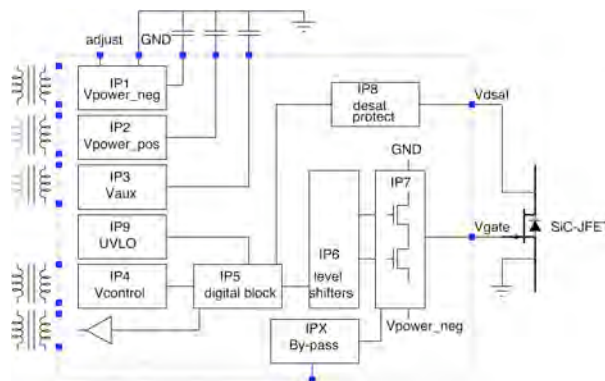 adjust
GND
IP1
Vpower_neg
IP2
Vpower_pos
IP3
Vaux
IP9
UVLO
IP4
Vcontrol
IP5
digital block
IP6
level
shifters
IP8
desat
protect
GND
IP7
Vpower_neg
IPX
By-pass
Vdsat
Vgate
SiC-JFET